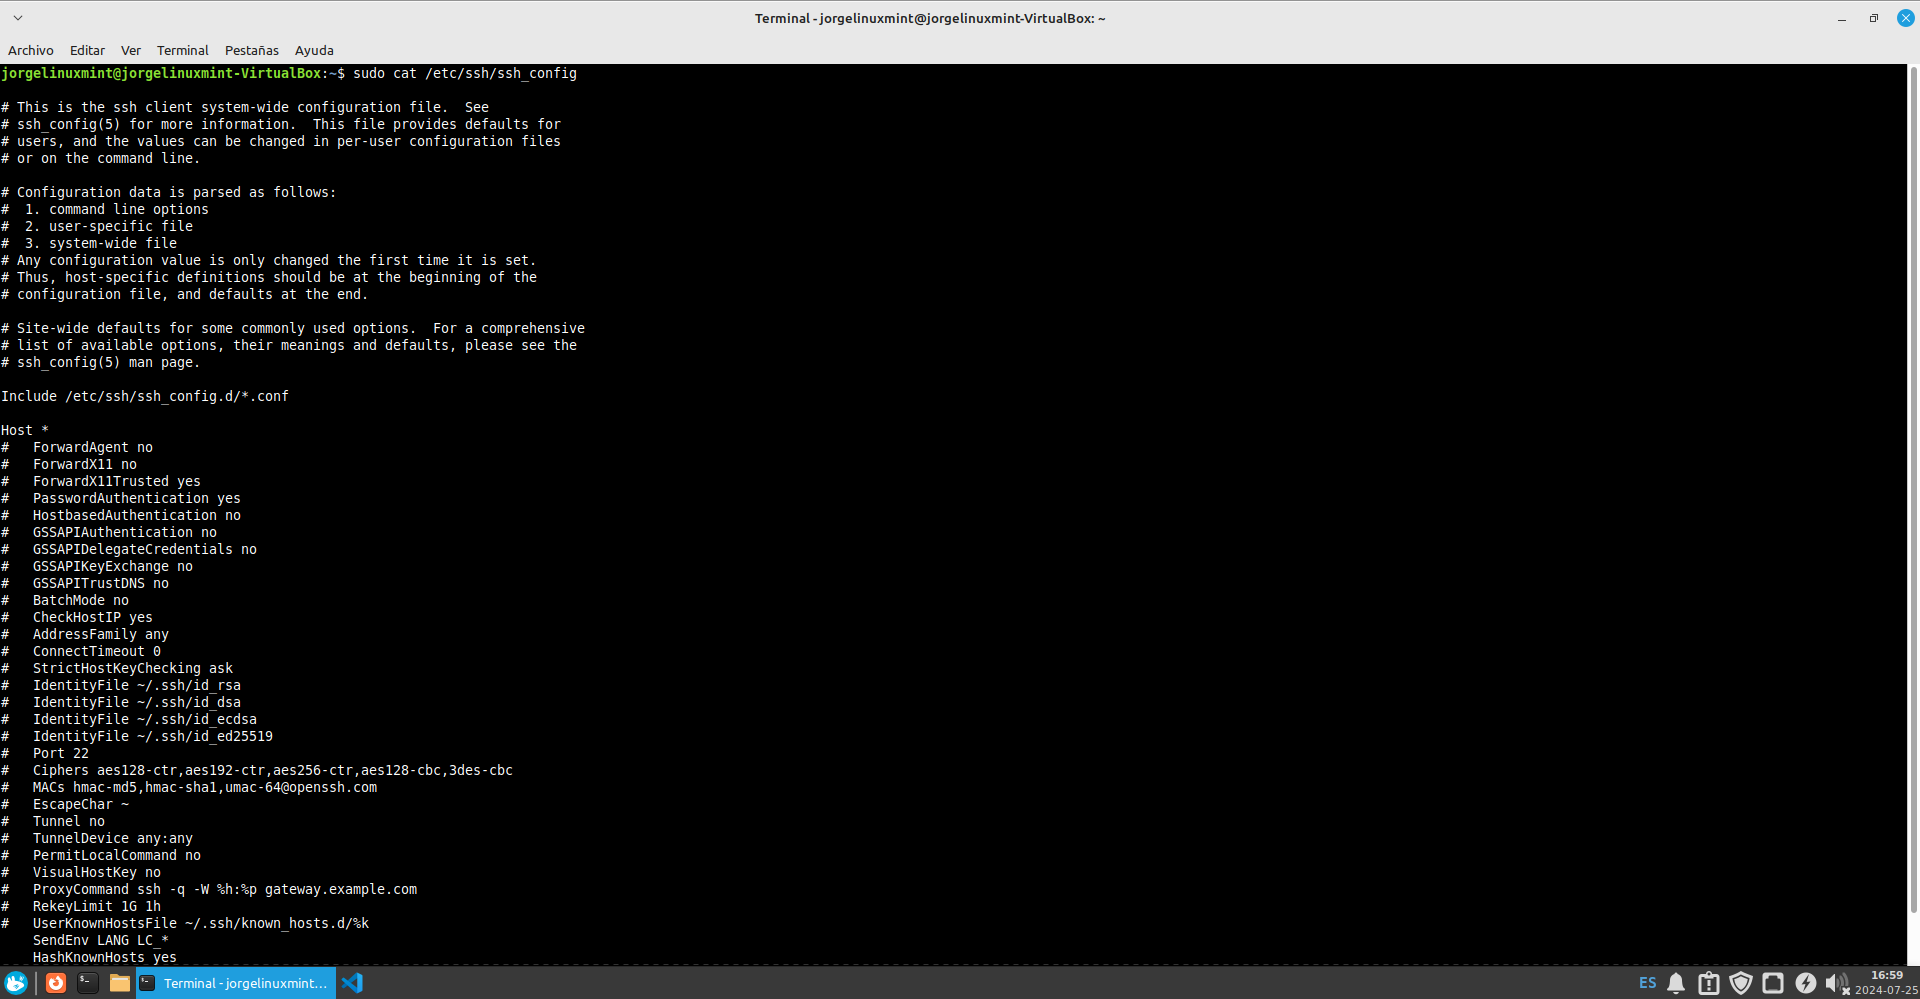 Terminal - jorgelinuxmint@jorgelinuxmint-VirtualBox: ~
Archivo Editar Ver Terminal Pestañas Ayuda
jorgelinuxmint@jorgelinuxmint-VirtualBox:~$ sudo cat /etc/ssh/ssh_config

# This is the ssh client system-wide configuration file.  See
# ssh_config(5) for more information.  This file provides defaults for
# users, and the values can be changed in per-user configuration files
# or on the command line.

# Configuration data is parsed as follows:
#  1. command line options
#  2. user-specific file
#  3. system-wide file
# Any configuration value is only changed the first time it is set.
# Thus, host-specific definitions should be at the beginning of the
# configuration file, and defaults at the end.

# Site-wide defaults for some commonly used options.  For a comprehensive
# list of available options, their meanings and defaults, please see the
# ssh_config(5) man page.

Include /etc/ssh/ssh_config.d/*.conf

Host *
#   ForwardAgent no
#   ForwardX11 no
#   ForwardX11Trusted yes
#   PasswordAuthentication yes
#   HostbasedAuthentication no
#   GSSAPIAuthentication no
#   GSSAPIDelegateCredentials no
#   GSSAPIKeyExchange no
#   GSSAPITrustDNS no
#   BatchMode no
#   CheckHostIP yes
#   AddressFamily any
#   ConnectTimeout 0
#   StrictHostKeyChecking ask
#   IdentityFile ~/.ssh/id_rsa
#   IdentityFile ~/.ssh/id_dsa
#   IdentityFile ~/.ssh/id_ecdsa
#   IdentityFile ~/.ssh/id_ed25519
#   Port 22
#   Ciphers aes128-ctr,aes192-ctr,aes256-ctr,aes128-cbc,3des-cbc
#   MACs hmac-md5,hmac-sha1,umac-64@openssh.com
#   EscapeChar ~
#   Tunnel no
#   TunnelDevice any:any
#   PermitLocalCommand no
#   VisualHostKey no
#   ProxyCommand ssh -q -W %h:%p gateway.example.com
#   RekeyLimit 1G 1h
#   UserKnownHostsFile ~/.ssh/known_hosts.d/%k
    SendEnv LANG LC_*
    HashKnownHosts yes
Terminal - jorgelinuxmint...
ES
16:59
2024-07-25